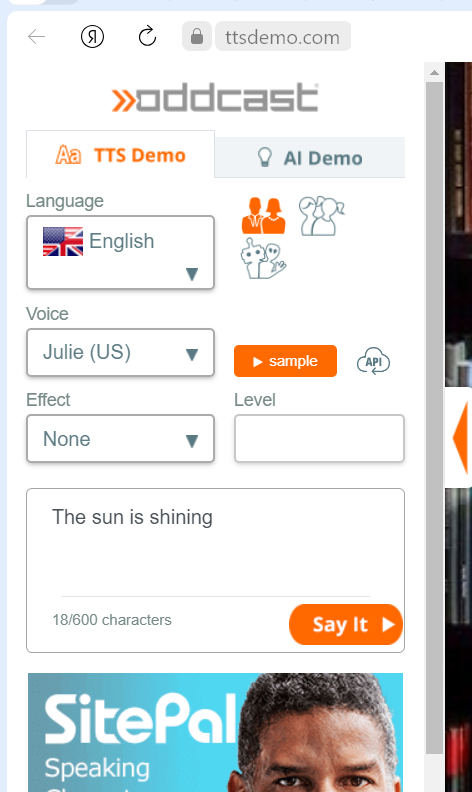 Я
ttsdemo.com
oddcast
Aa TTS Demo
AI Demo
Language
English
Voice
Julie (US)
sample
API
Effect
Level
None
The sun is shining
18/600 characters
Say It
SitePal
Speaking